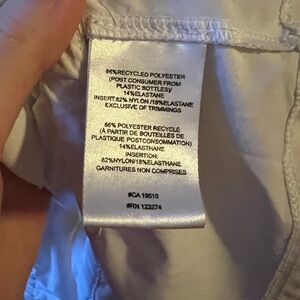 86%RECYCLED POLYESTER
(POST CONSUMER FROM
PLASTIC BOTTLES)/
14%ELASTANE
INSERT:82% NYLON /18%ELASTANE
EXCLUSIVE OF TRIMMINGS
86% POLYESTER RECYCLÉ
(À PARTIR DE BOUTEILLES DE
PLASTIQUE POSTCONSOMMATION)
14%ELASTHANE
INSERTION:
82%NYLON/18%ELASTHANE
GARNITURES NON COMPRISES
#CA 19510
#RN 123274